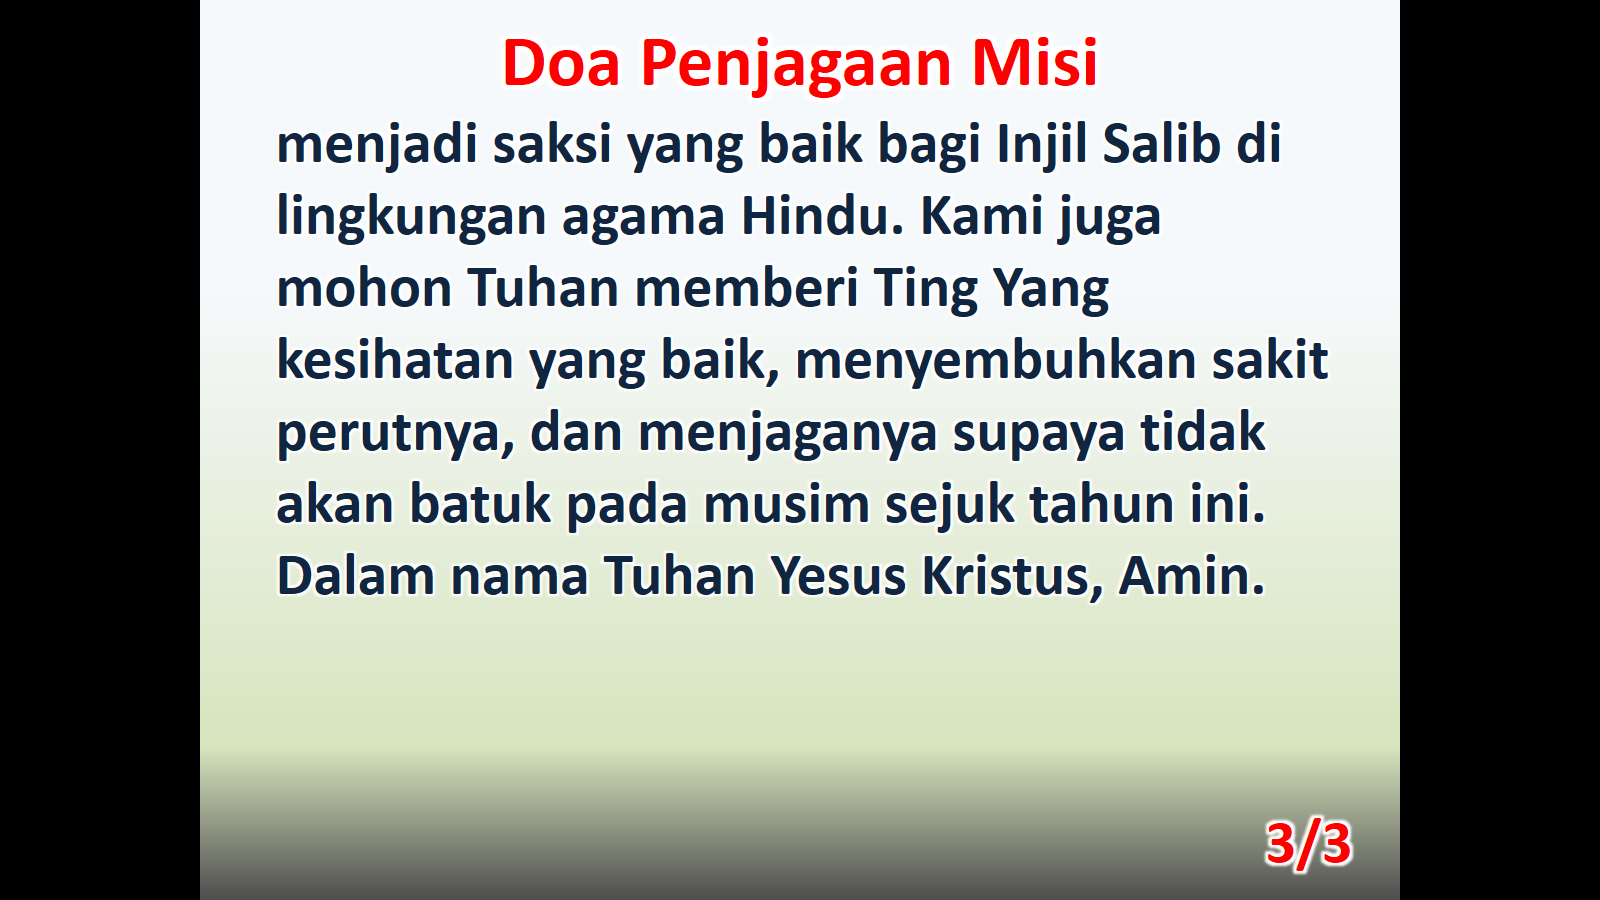 Doa Penjagaan Misi
menjadi saksi yang baik bagi Injil Salib di
lingkungan agama Hindu. Kami juga
mohon Tuhan memberi Ting Yang
kesihatan yang baik, menyembuhkan sakit
perutnya, dan menjaganya supaya tidak
akan batuk pada musim sejuk tahun ini.
Dalam nama Tuhan Yesus Kristus, Amin.
3/3